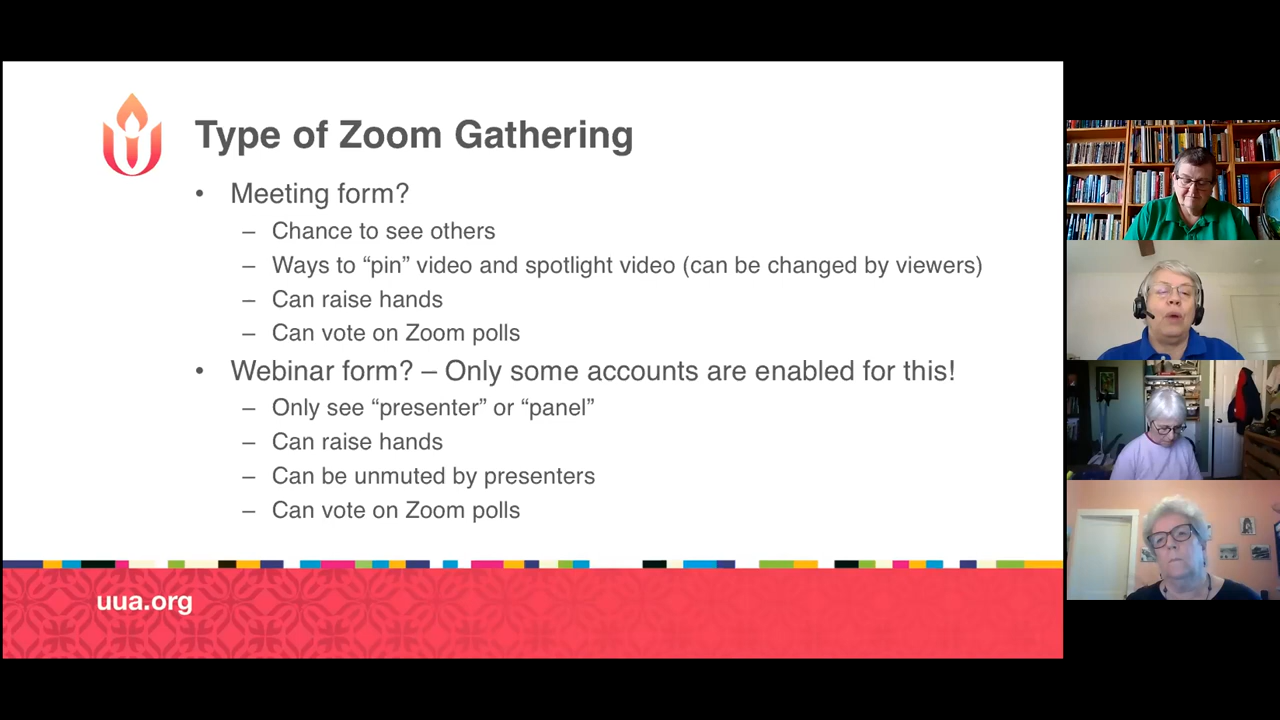 Type of Zoom Gathering
• Meeting form?
– Chance to see others
– Ways to “pin” video and spotlight video (can be changed by viewers)
– Can raise hands
– Can vote on Zoom polls
• Webinar form? – Only some accounts are enabled for this!
– Only see “presenter” or “panel”
– Can raise hands
– Can be unmuted by presenters
– Can vote on Zoom polls
uua.org